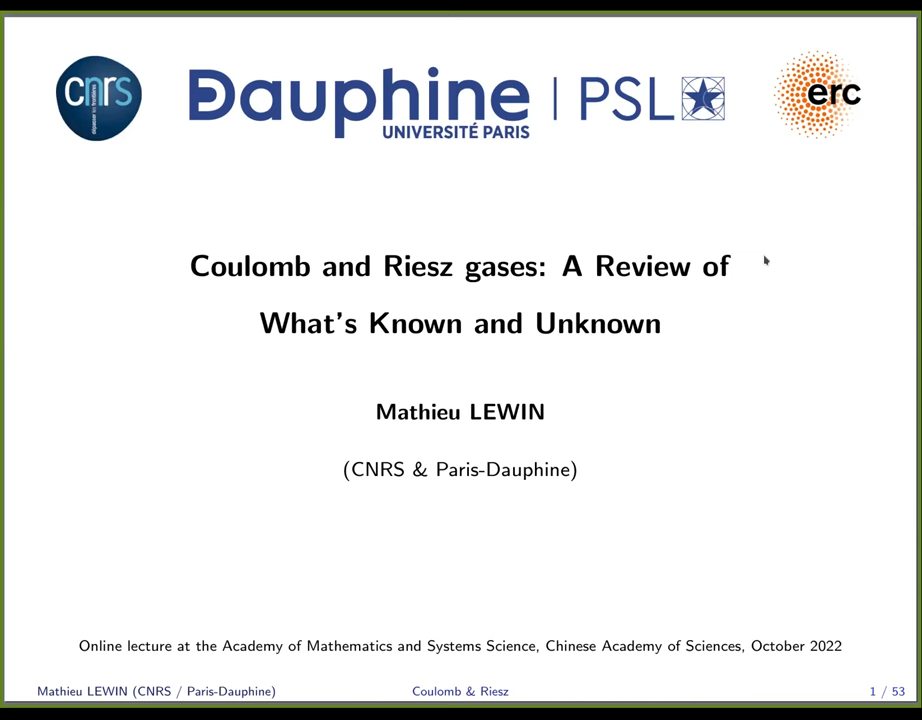 cnrs
Dauphine | PSL
UNIVERSITÉ PARIS
erc
Coulomb and Riesz gases: A Review of
What's Known and Unknown
Mathieu LEWIN
(CNRS & Paris-Dauphine)
Online lecture at the Academy of Mathematics and Systems Science, Chinese Academy of Sciences, October 2022
Mathieu LEWIN (CNRS / Paris-Dauphine)
Coulomb & Riesz
1 / 53